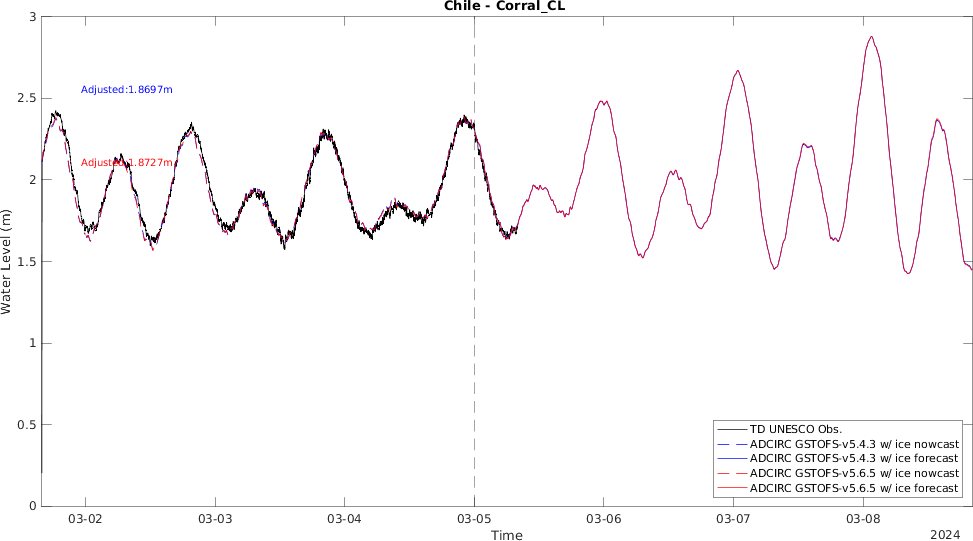 Chile - Corral_CL
3
2.5
2
1.5
1
0.5
0
Water Level (m)
Adjusted:1.8697m
Adjusted:1.8727m
TD UNESCO Obs.
ADCIRC GSTOFS-v5.4.3 w/ ice nowcast
ADCIRC GSTOFS-v5.4.3 w/ ice forecast
ADCIRC GSTOFS-v5.6.5 w/ ice nowcast
ADCIRC GSTOFS-v5.6.5 w/ ice forecast
03-02 03-03 03-04 03-05 03-06 03-07 03-08
Time
2024